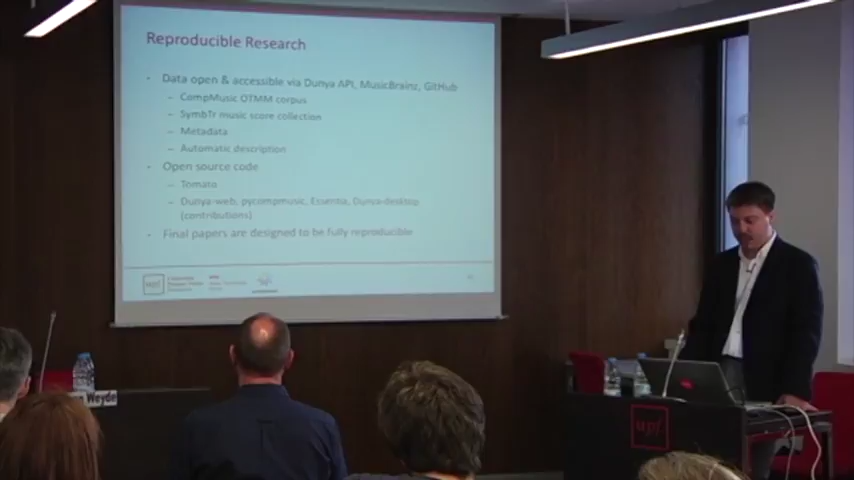 Reproducible Research
- Data open & accessible via Dunya API, MusicBrainz, GitHub
– CompMusic OTMM corpus
– SymbTr music score collection
– Metadata
– Automatic description
- Open source code
– Tomato
– Dunya-web, pycompmusic, Essentia, Dunya-desktop
(contributions)
- Final papers are designed to be fully reproducible
upf.
Weyde
upf.